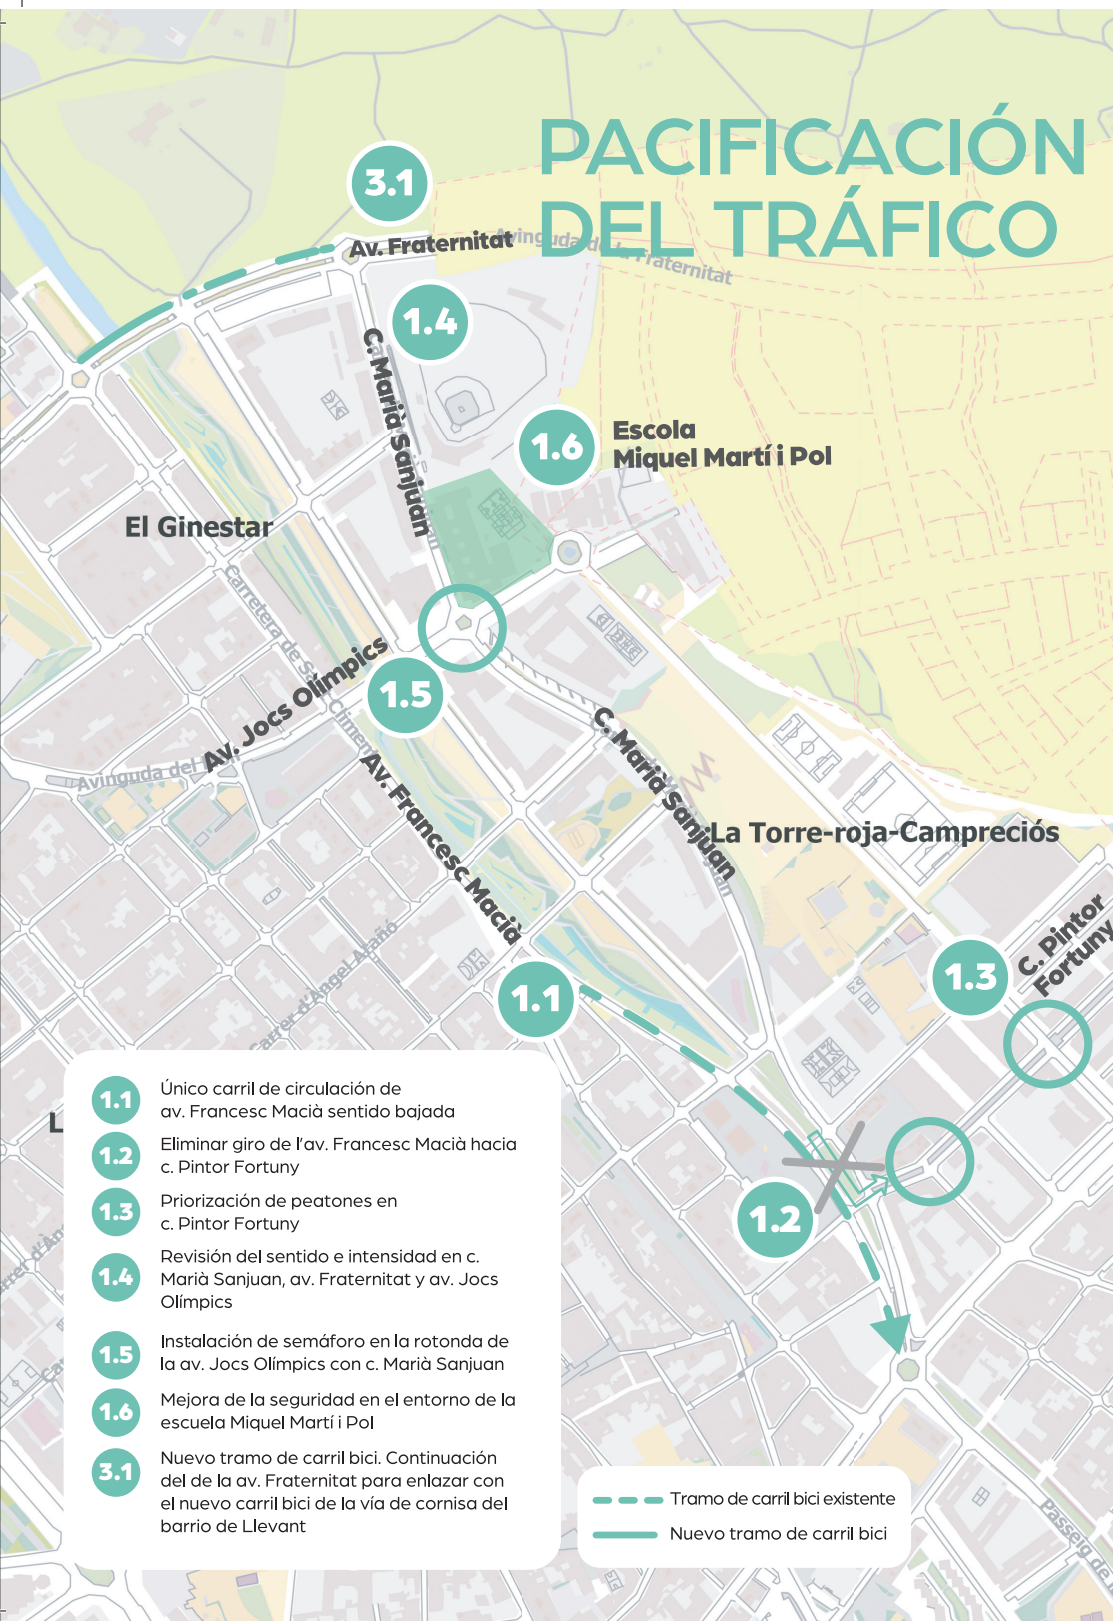 PACIFICACIÓN
DEL TRÁFICO
3.1
Av. Fraternitat
Avinguda de la Fraternitat
1.4
C. Marià Sanjuan
1.6
Escola
Miquel Martí i Pol
El Ginestar
Carretera de Sant Climent
Av. Jocs Olímpics
1.5
Avinguda del
C. Marià Sanjuan
Av. Francesc Macià
La Torre-roja-Campreciós
C. Pintor
Fortuny
1.3
Carrer d'Àngel Arañó
1.1
1.2
L
Passeig de
1.1 Único carril de circulación de
av. Francesc Macià sentido bajada
1.2 Eliminar giro de l'av. Francesc Macià hacia
c. Pintor Fortuny
1.3 Priorización de peatones en
c. Pintor Fortuny
1.4 Revisión del sentido e intensidad en c.
Marià Sanjuan, av. Fraternitat y av. Jocs
Olímpics
1.5 Instalación de semáforo en la rotonda de
la av. Jocs Olímpics con c. Marià Sanjuan
1.6 Mejora de la seguridad en el entorno de la
escuela Miquel Martí i Pol
3.1 Nuevo tramo de carril bici. Continuación
del de la av. Fraternitat para enlazar con
el nuevo carril bici de la vía de cornisa del
barrio de Llevant
Tramo de carril bici existente
Nuevo tramo de carril bici